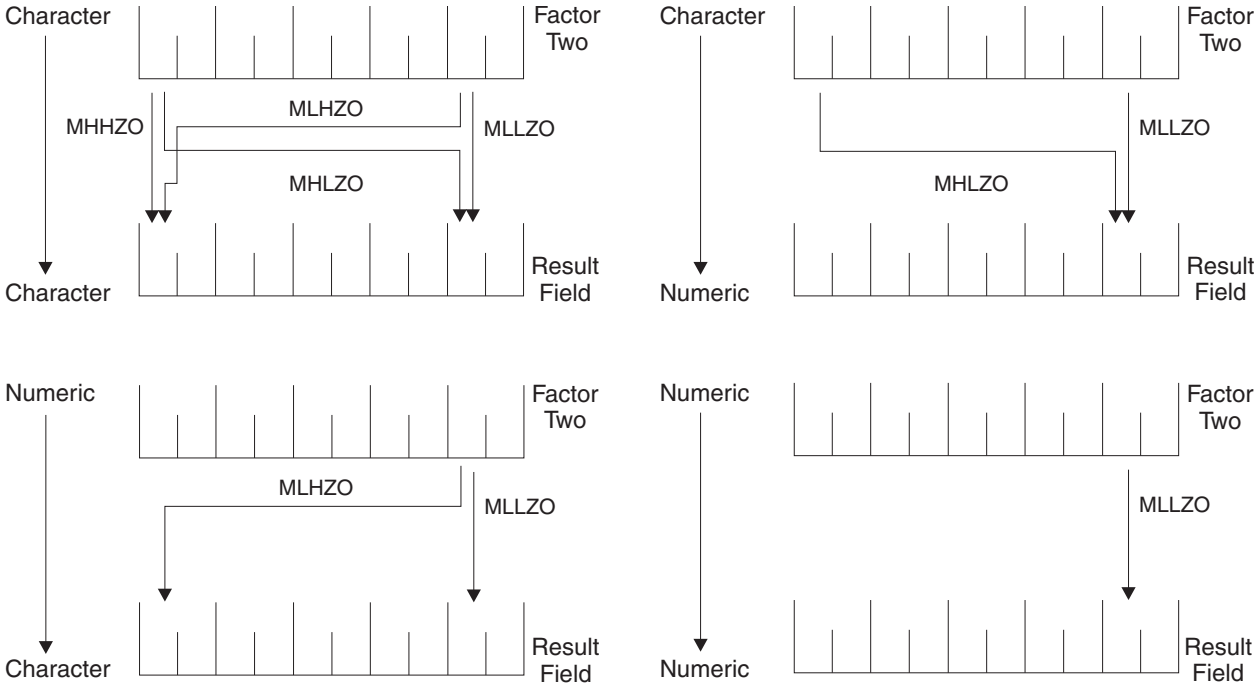 Character
Factor
Two
MLHZO
MHHZO
MLLZO
MHLZO
Character
Result
Field
Character
Factor
Two
MLLZO
MHLZO
Numeric
Result
Field
Numeric
Factor
Two
MLHZO
MLLZO
Character
Result
Field
Numeric
Factor
Two
MLLZO
Numeric
Result
Field